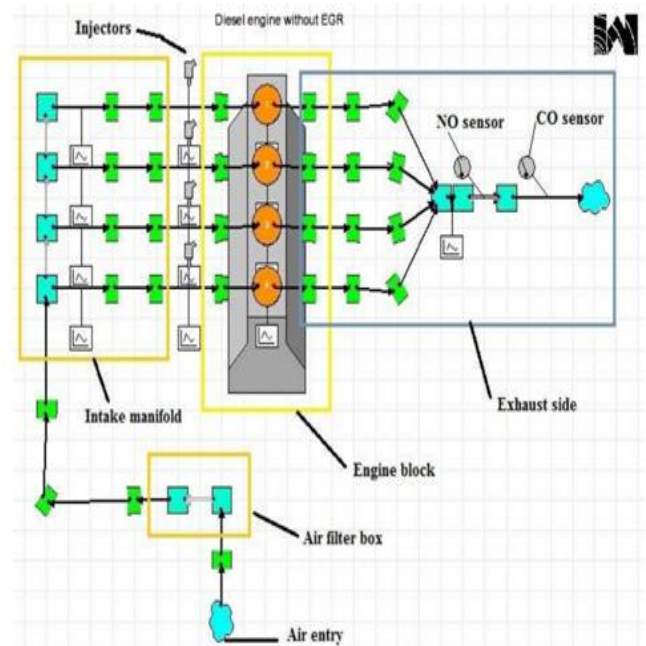 Injectors
Diesel engine without EGR
NO sensor
CO sensor
Intake manifold
Exhaust side
Engine block
Air filter box
Air entry